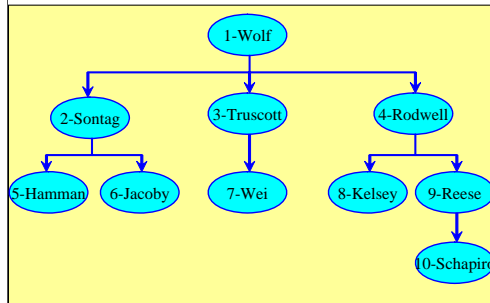 1-Wolf
2-Sontag
3-Truscott
4-Rodwell
5-Hamman
6-Jacoby
7-Wei
8-Kelsey
9-Reese
10-Schapiro